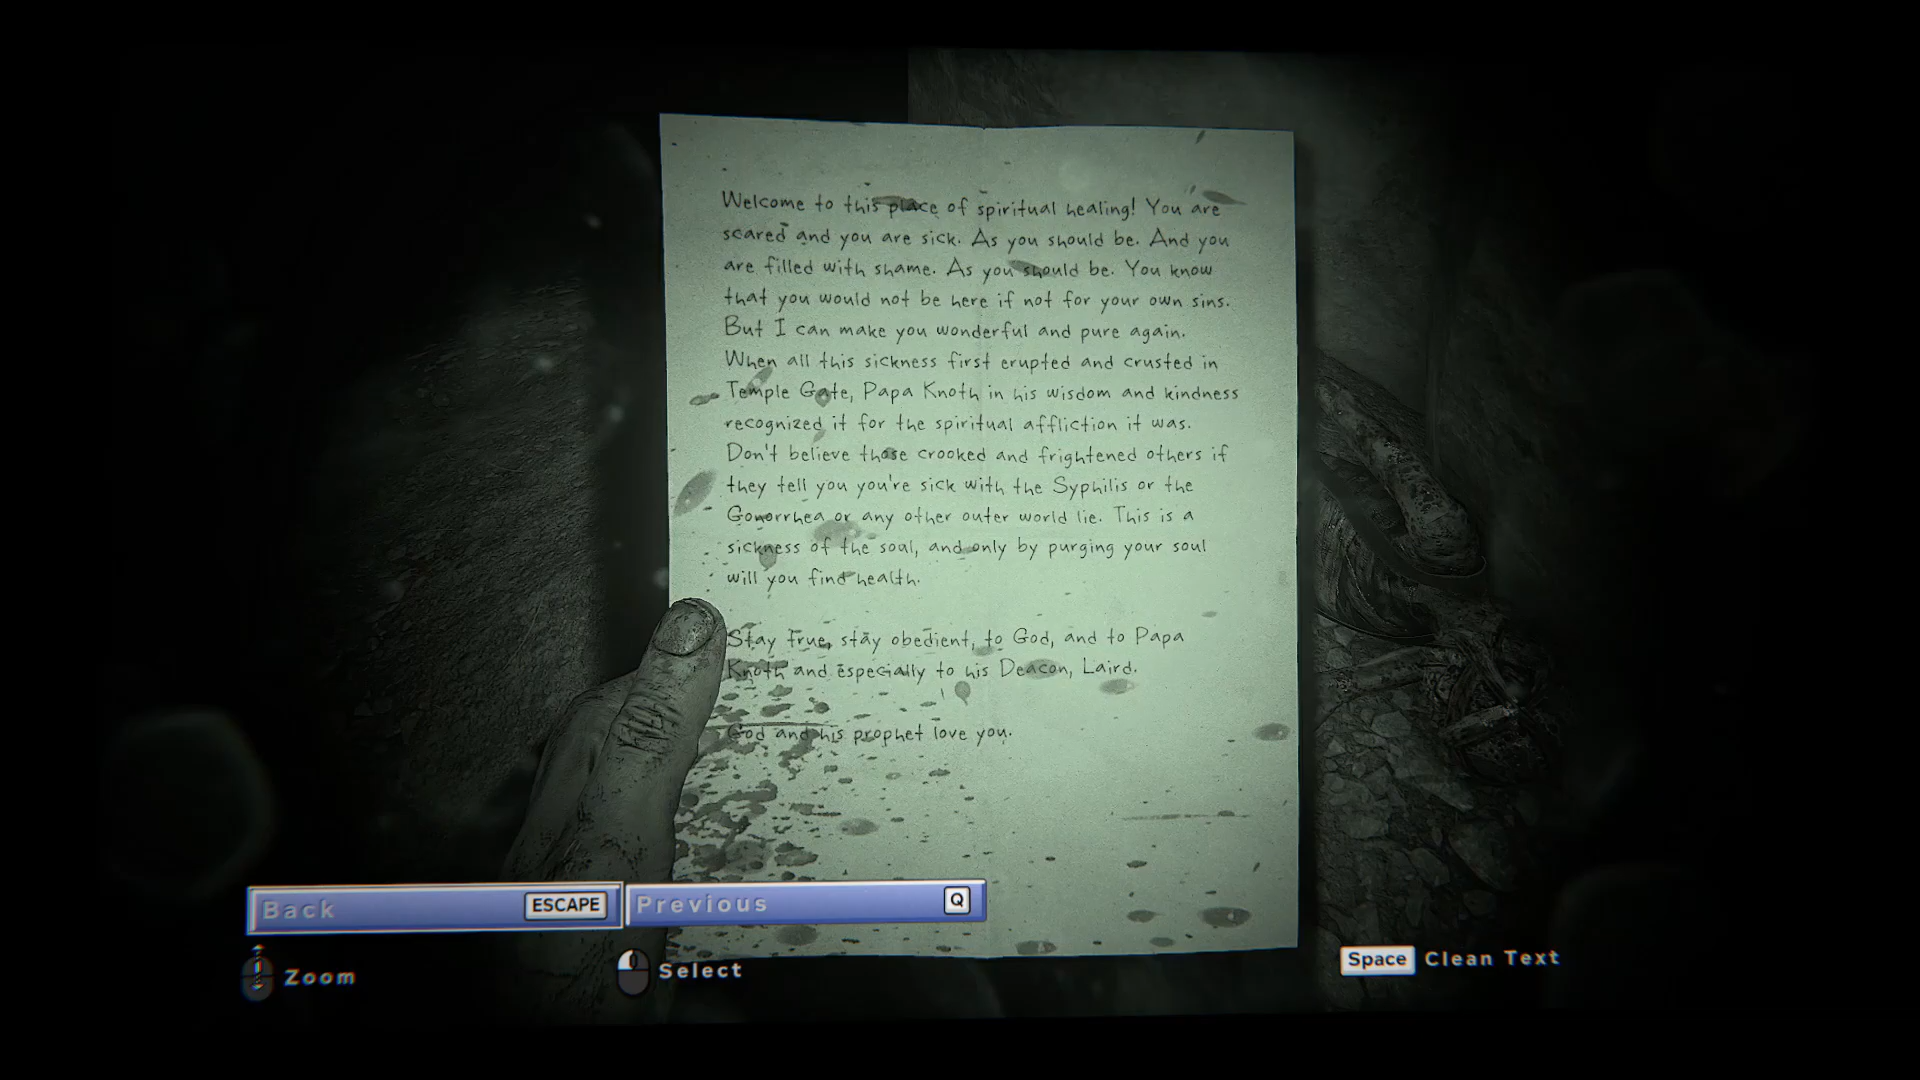 Welcome to this place of spiritual healing! You are
scared and you are sick. As you should be. And you
are filled with shame. As you should be. You know
that you would not be here if not for your own sins.
But I can make you wonderful and pure again.
When all this sickness first erupted and crusted in
Temple Gate, Papa Knoth in his wisdom and kindness
recognized it for the spiritual affliction it was.
Don't believe those crooked and frightened others if
they tell you you're sick with the Syphilis or the
Gonorrhea or any other outer world lie. This is a
sickness of the soul, and only by purging your soul
will you find health.
Stay true, stay obedient, to God, and to Papa
Knoth and especially to his Deacon, Laird.
God and his prophet love you.
Back ESCAPE Previous Q
Zoom Select Space Clean Text